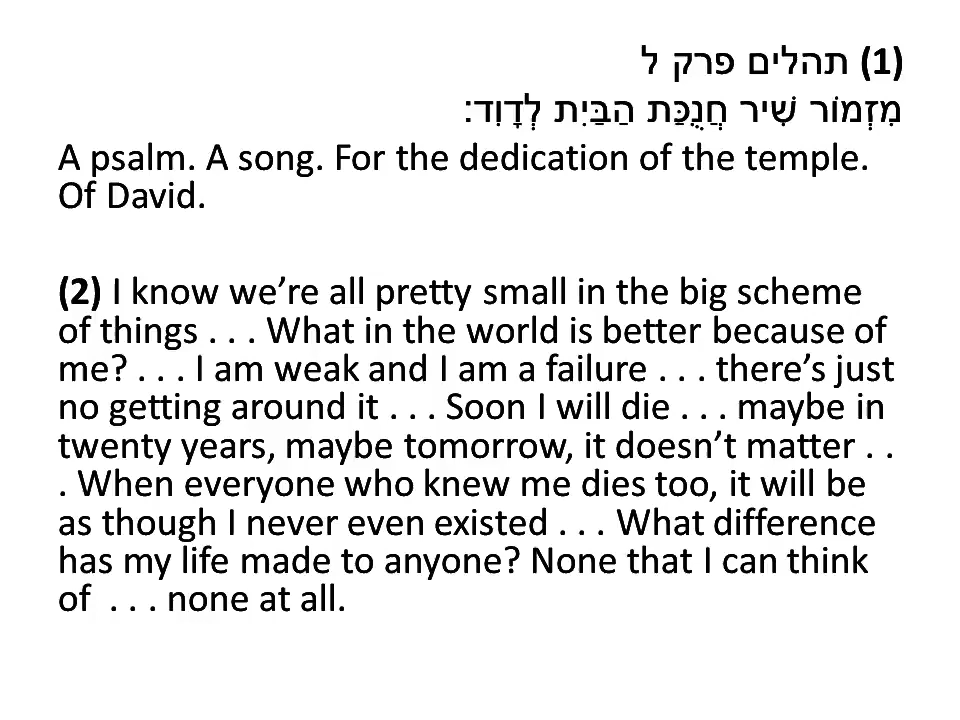 (1) תהלים פרק ל
מִזְמוֹר שִׁיר חֲנֻכַּת הַבַּיִת לְדָוִד:
A psalm. A song. For the dedication of the temple.
Of David.
(2) I know we’re all pretty small in the big scheme
of things . . . What in the world is better because of
me? . . . I am weak and I am a failure . . . there’s just
no getting around it . . . Soon I will die . . . maybe in
twenty years, maybe tomorrow, it doesn’t matter . .
. When everyone who knew me dies too, it will be
as though I never even existed . . . What difference
has my life made to anyone? None that I can think
of  . . . none at all.